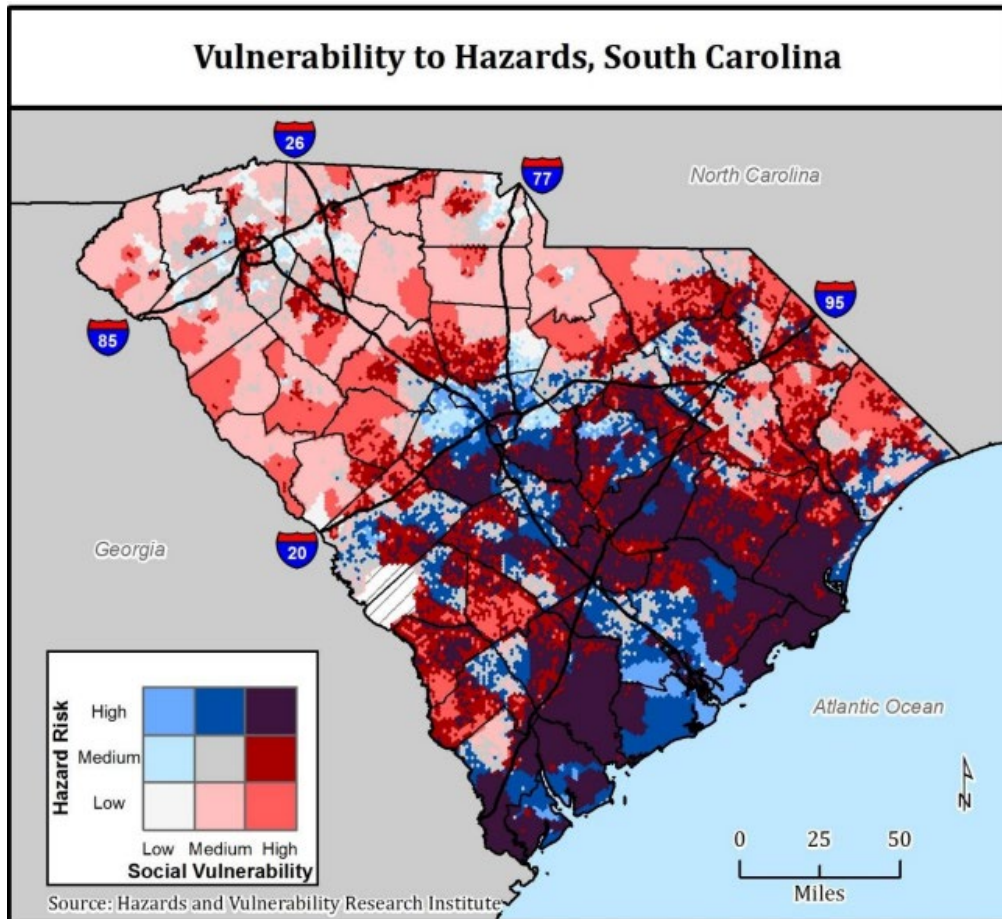 Vulnerability to Hazards, South Carolina
26
77
North Carolina
95
85
20
Georgia
Atlantic Ocean
N
0 25 50
Miles
Hazard Risk
High
Medium
Low
Low Medium High
Social Vulnerability
Source: Hazards and Vulnerability Research Institute